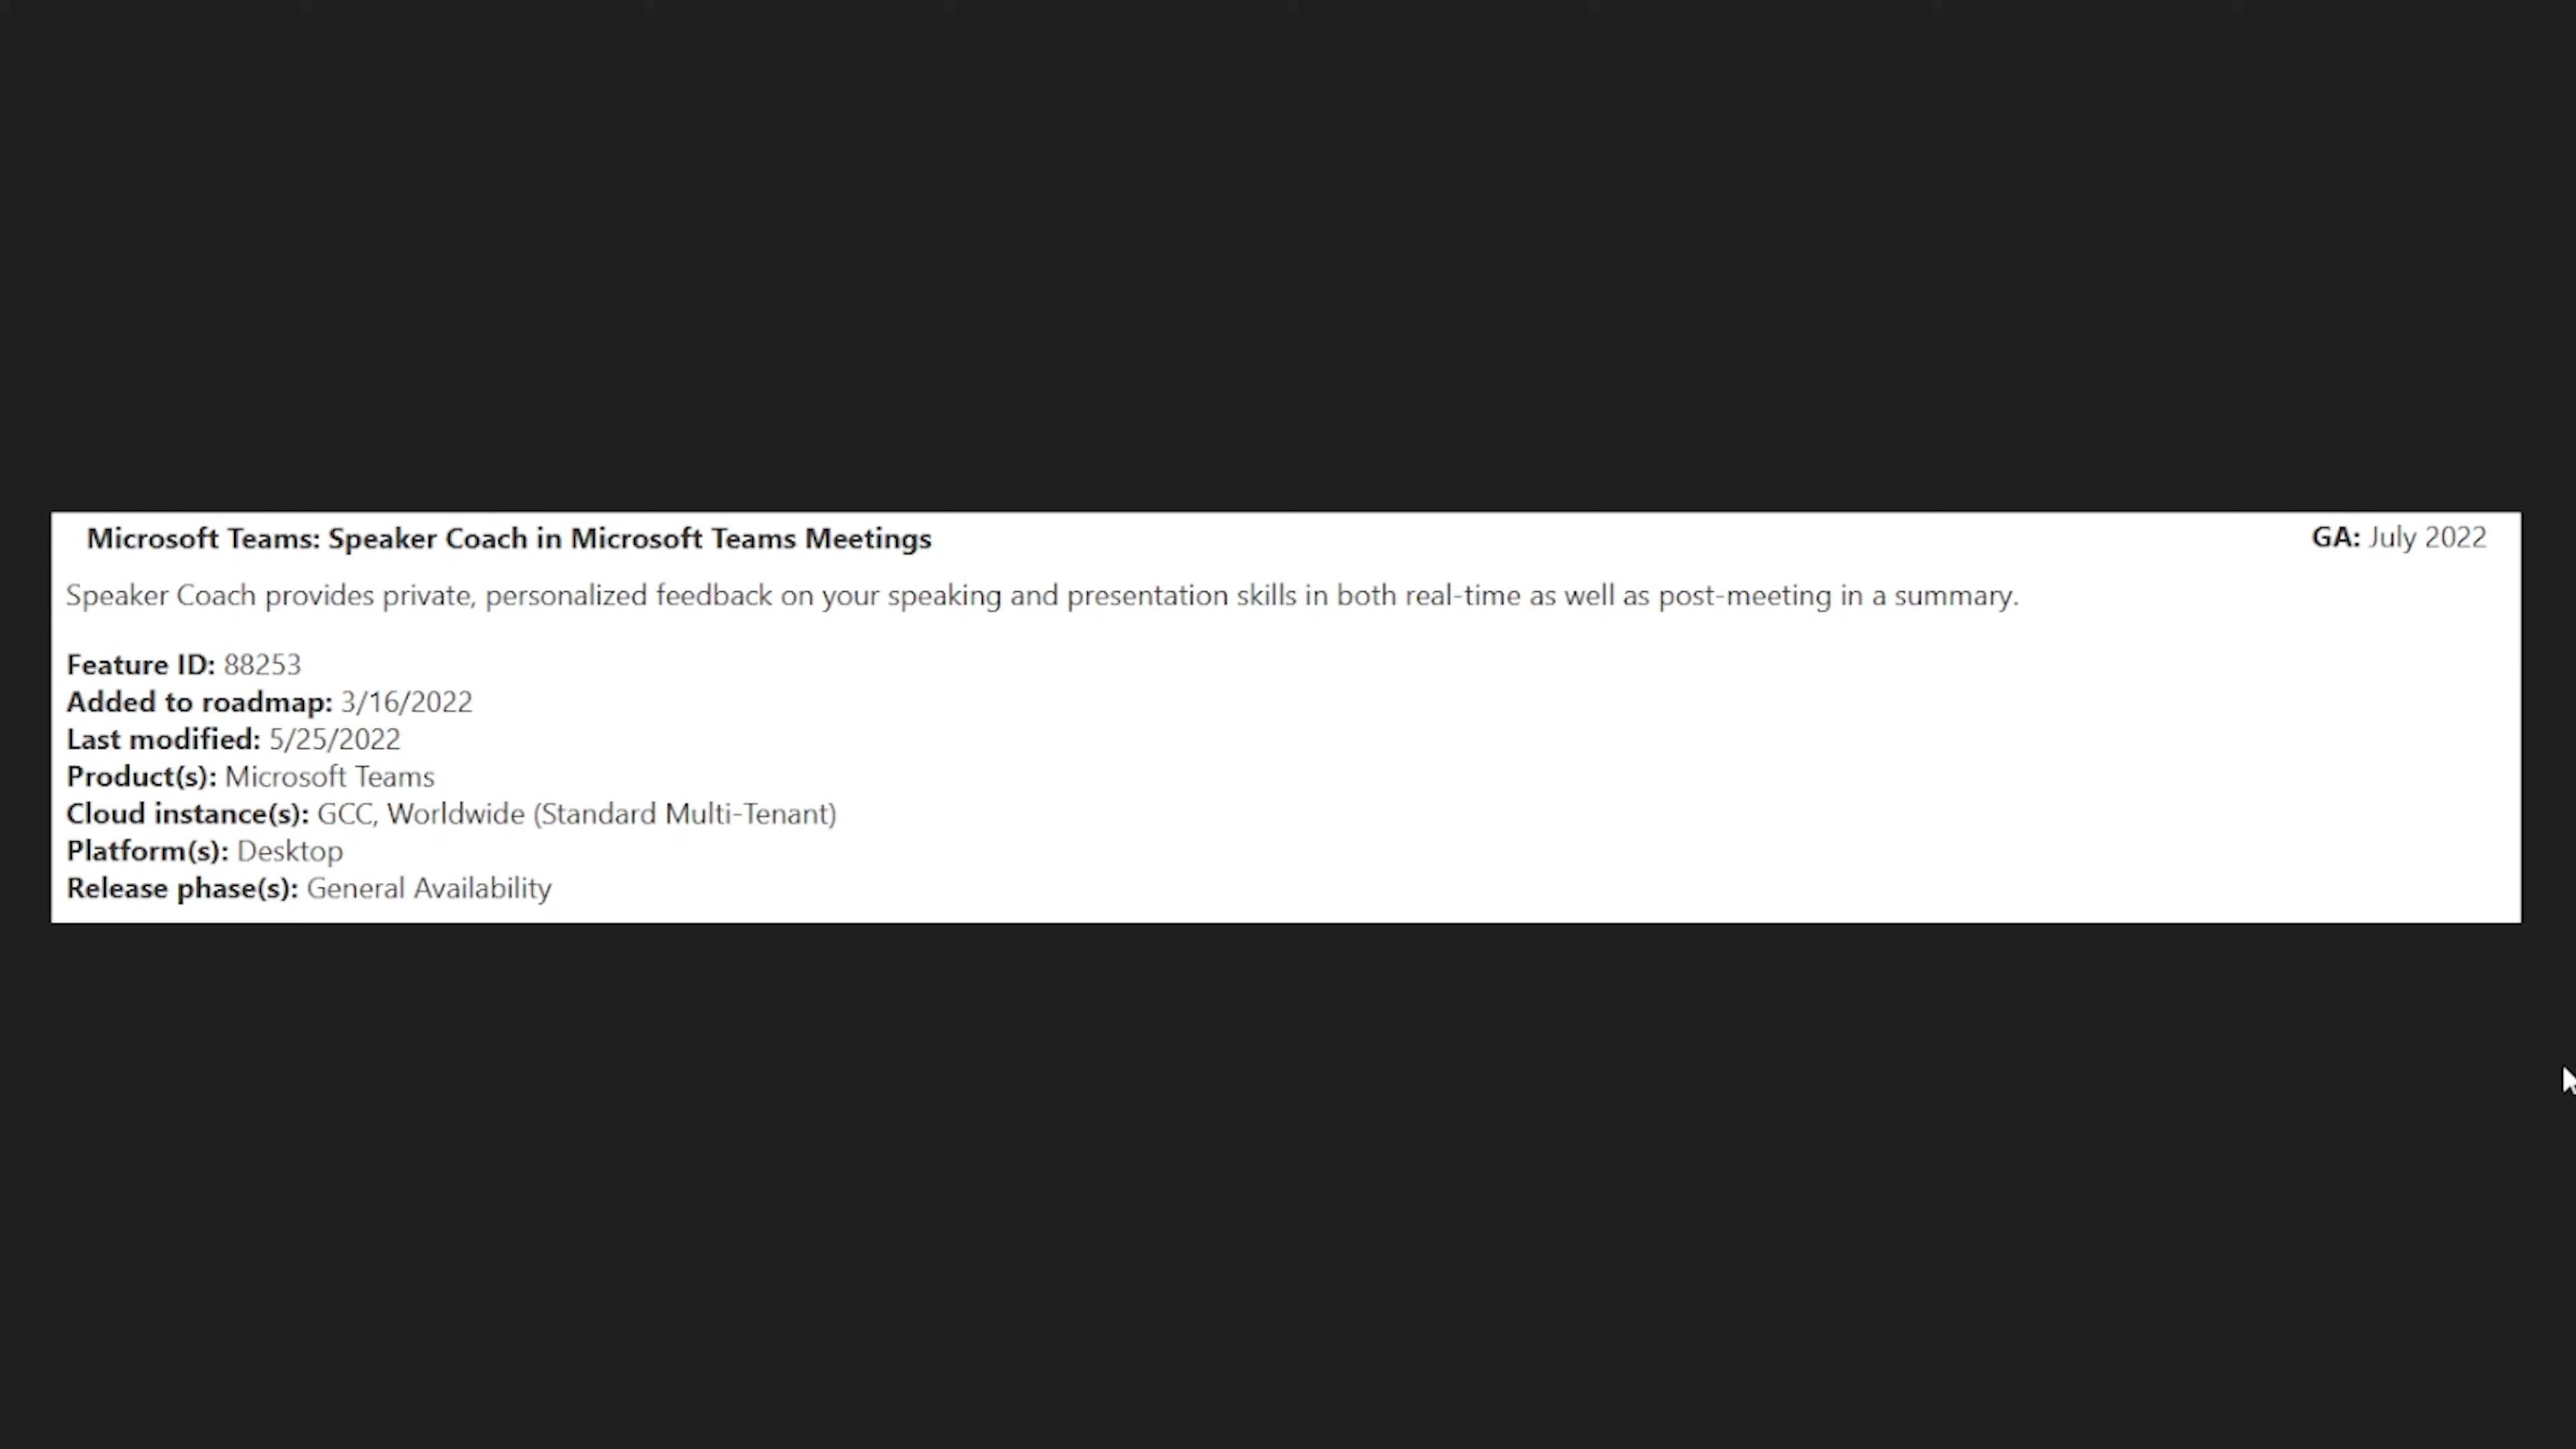 Microsoft Teams: Speaker Coach in Microsoft Teams Meetings
GA: July 2022
Speaker Coach provides private, personalized feedback on your speaking and presentation skills in both real-time as well as post-meeting in a summary.
Feature ID: 88253
Added to roadmap: 3/16/2022
Last modified: 5/25/2022
Product(s): Microsoft Teams
Cloud instance(s): GCC, Worldwide (Standard Multi-Tenant)
Platform(s): Desktop
Release phase(s): General Availability